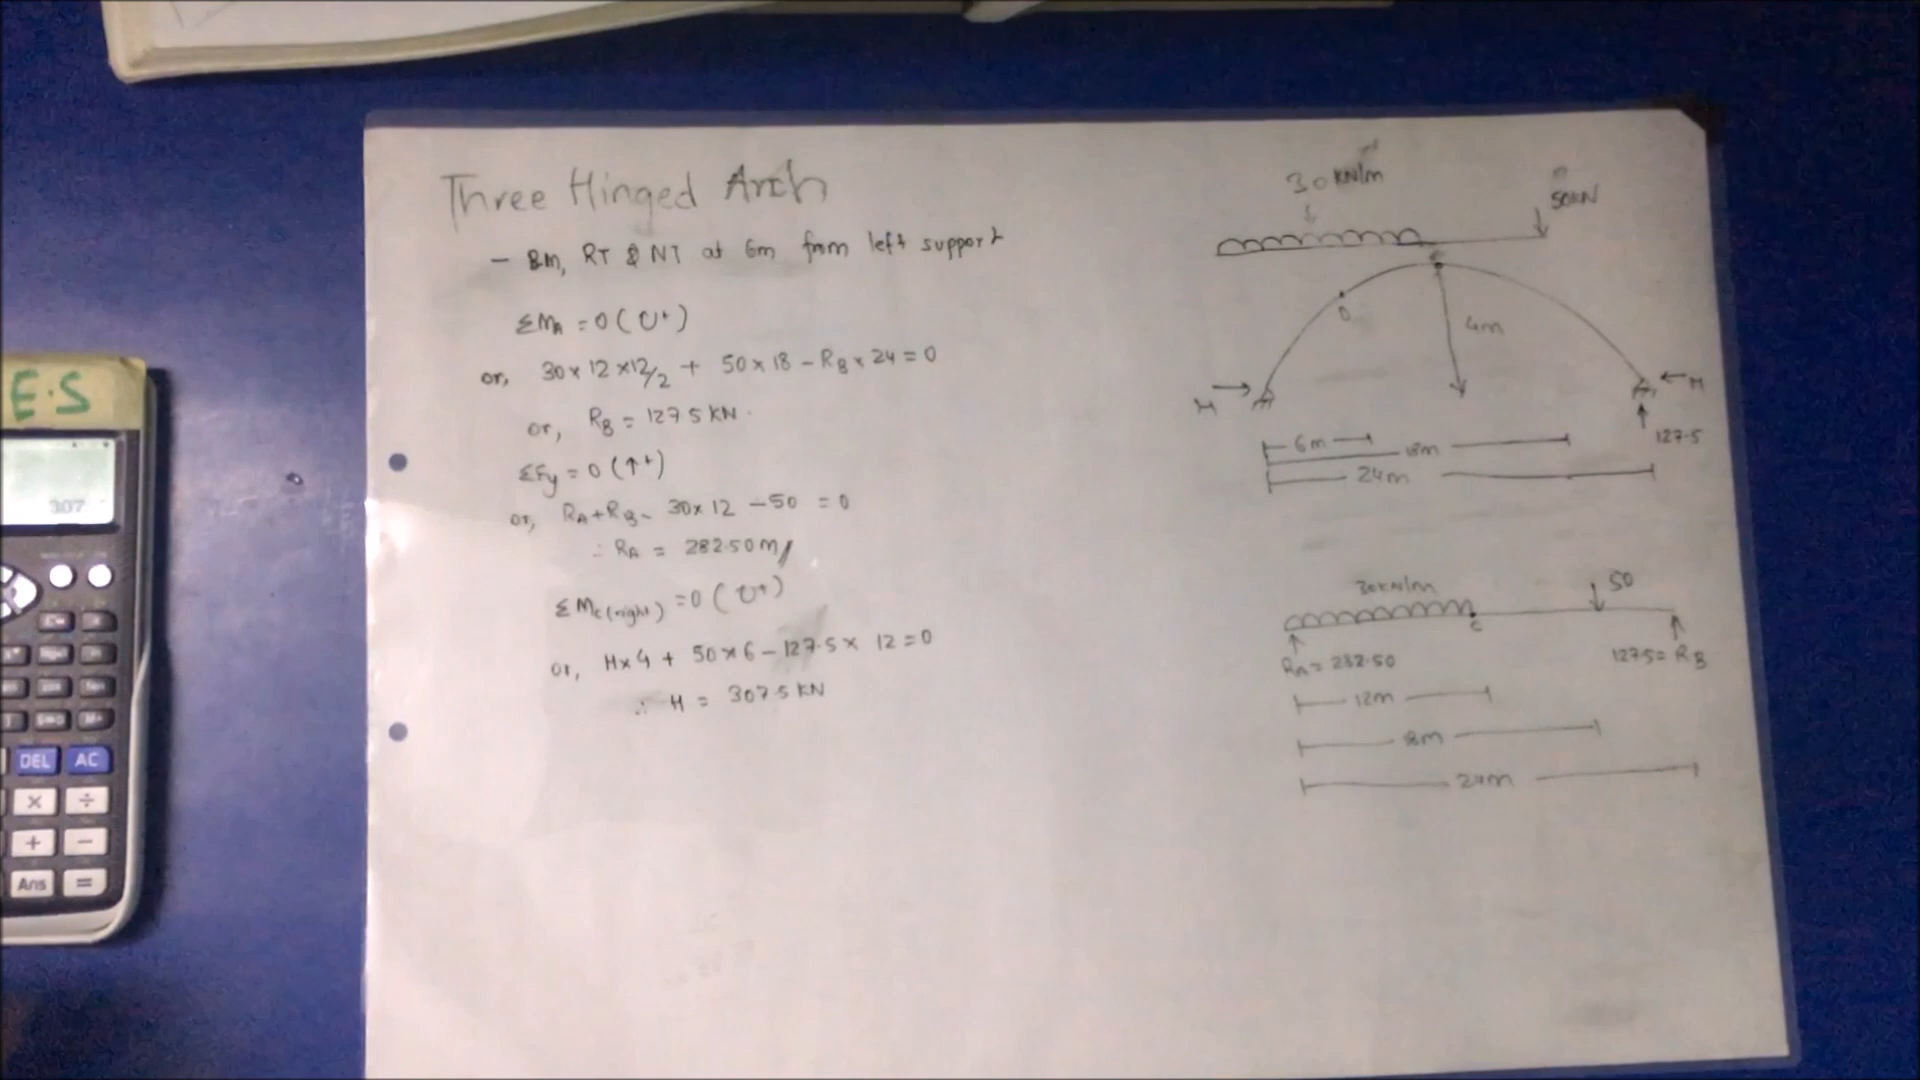 Three Hinged Arch
- BM, RT & NT at 6m from left support
ΣMA = 0 (↻+)
or, 30 x 12 x 12/2 + 50 x 18 - RB x 24 = 0
or, RB = 127.5 KN.
ΣFy = 0 (↑+)
or, RA + RB - 30 x 12 - 50 = 0
∴ RA = 282.50 m
ΣMc(right) = 0 (↻+)
or, H x 4 + 50 x 6 - 127.5 x 12 = 0
∴ H = 307.5 KN
30 KN/m
50KN
C
D
4m
H
H
127.5
6m
18m
24m
30KN/m
50
C
RA = 282.50
127.5 = RB
12m
18m
24m
E.S
307
DEL AC
× ÷
+ −
Ans =